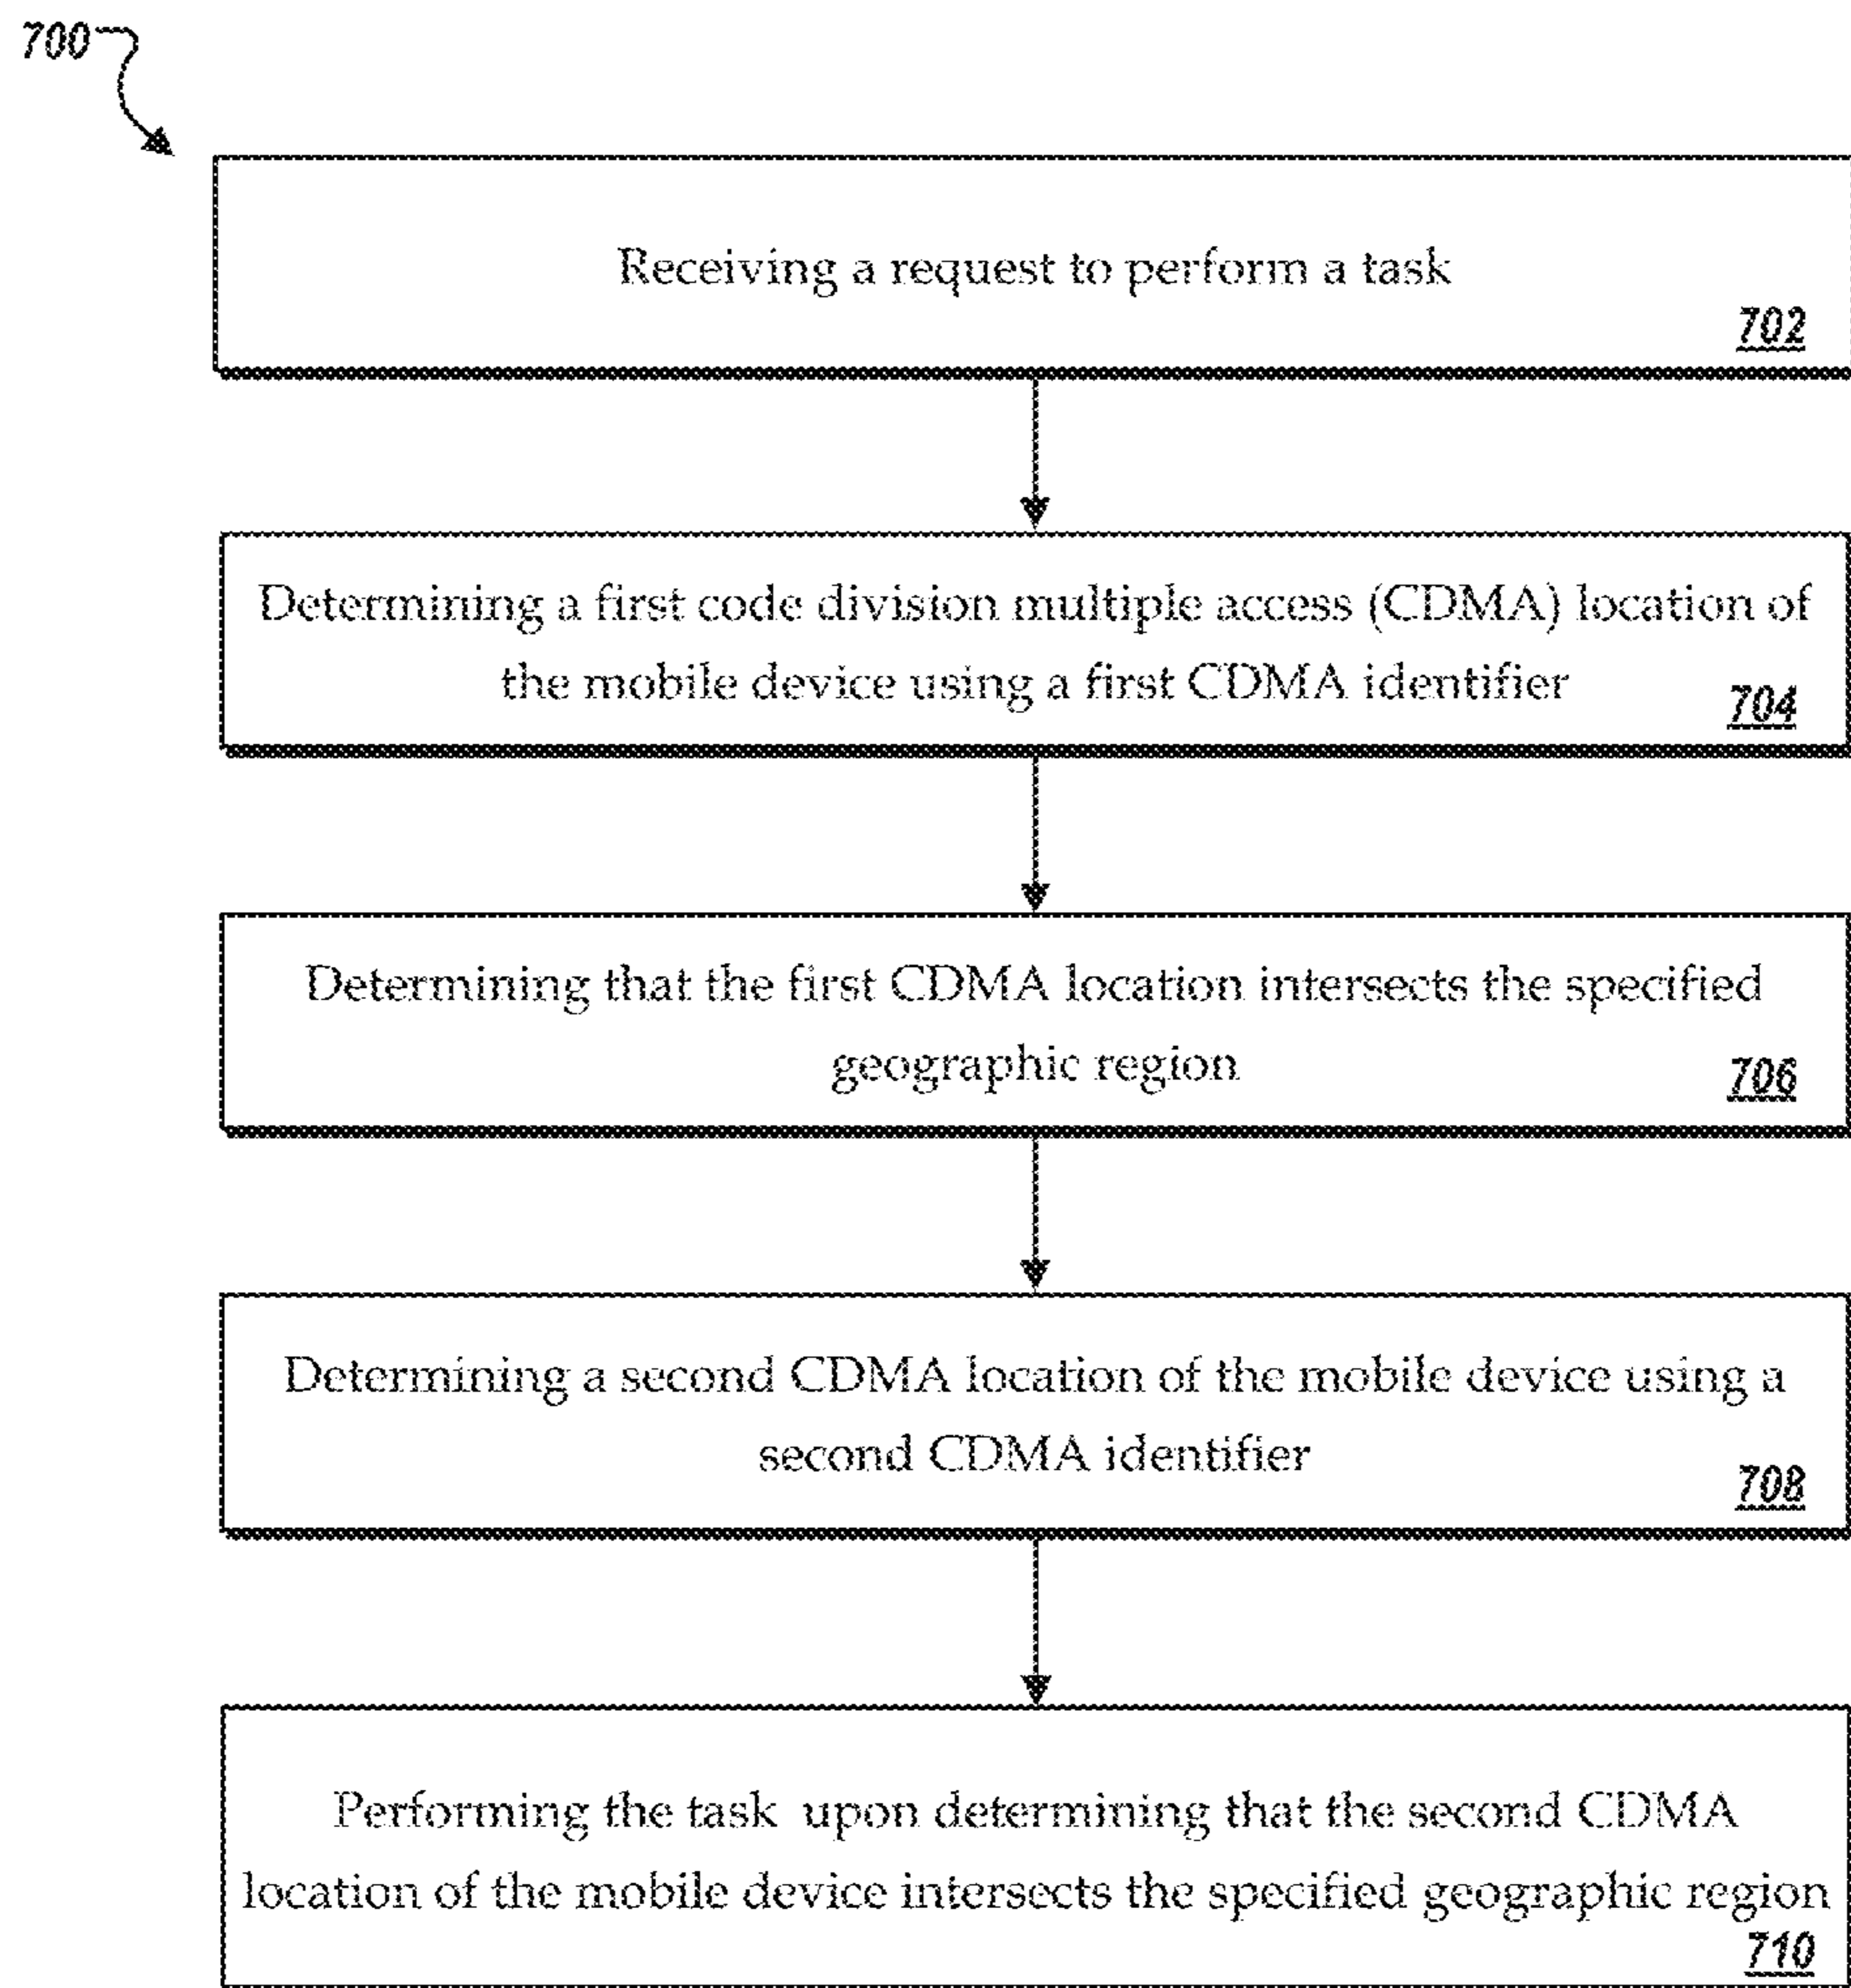 700
Receiving a request to perform a task
702
Determining a first code division multiple access (CDMA) location of
the mobile device using a first CDMA identifier
704
Determining that the first CDMA location intersects the specified
geographic region
706
Determining a second CDMA location of the mobile device using a
second CDMA identifier
708
Performing the task upon determining that the second CDMA
location of the mobile device intersects the specified geographic region
710